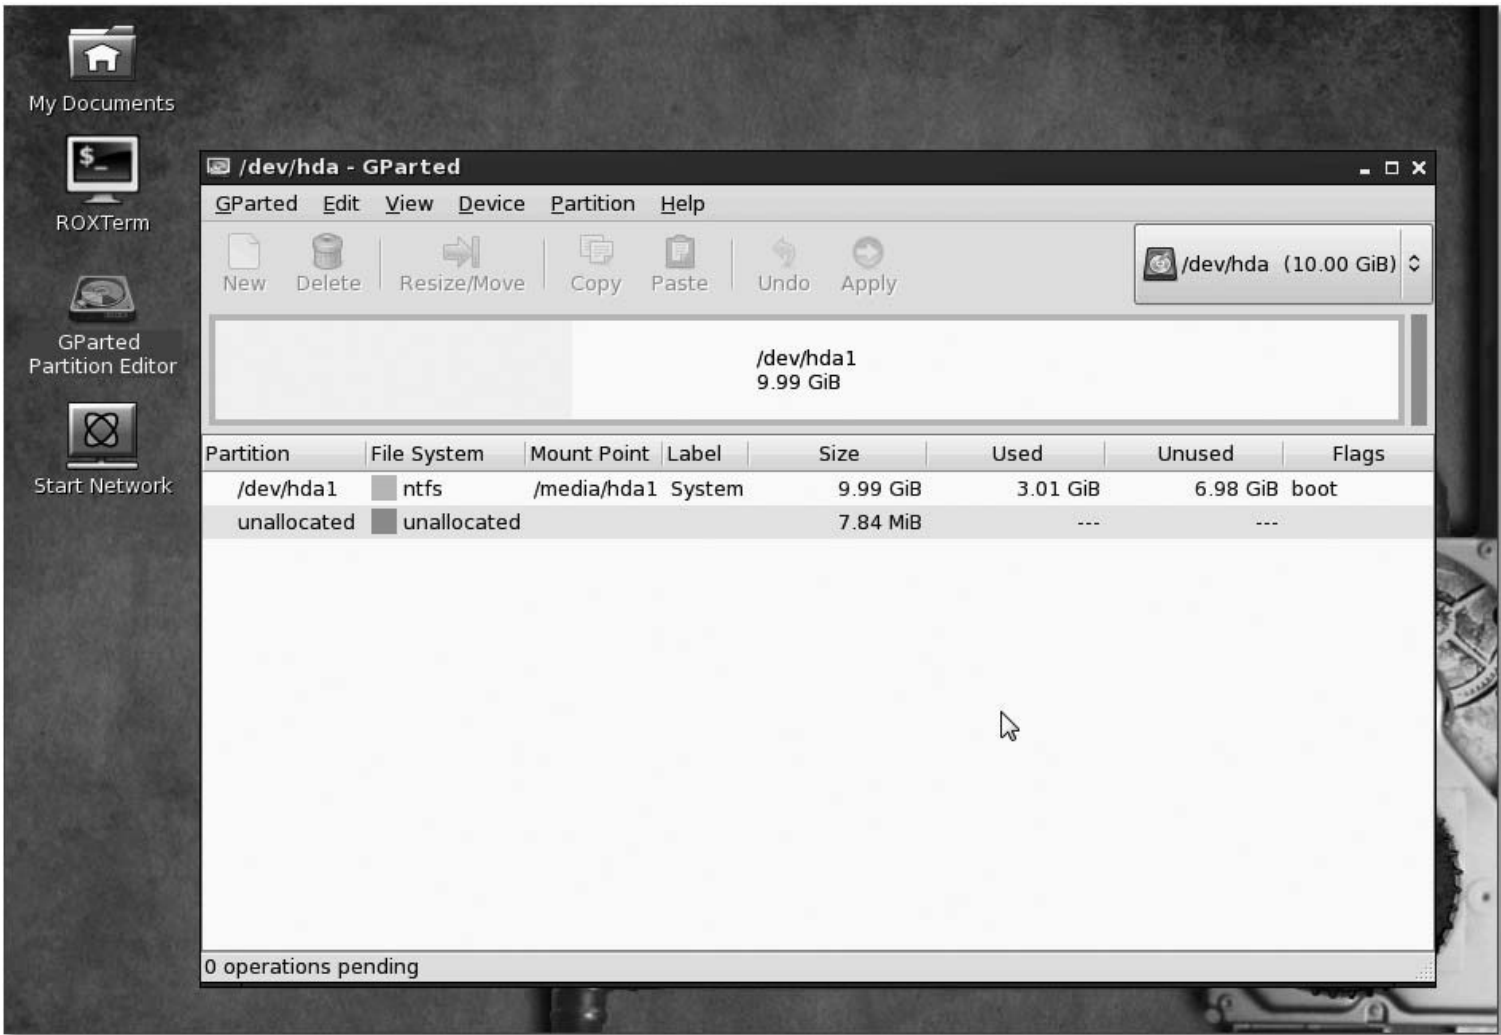 My Documents
$_
ROXTerm
GParted
Partition Editor
Start Network
/dev/hda - GParted
GParted Edit View Device Partition Help
New Delete Resize/Move Copy Paste Undo Apply
/dev/hda (10.00 GiB)
/dev/hda1
9.99 GiB
Partition File System Mount Point Label Size Used Unused Flags
/dev/hda1 ntfs /media/hda1 System 9.99 GiB 3.01 GiB 6.98 GiB boot
unallocated unallocated 7.84 MiB --- ---
0 operations pending